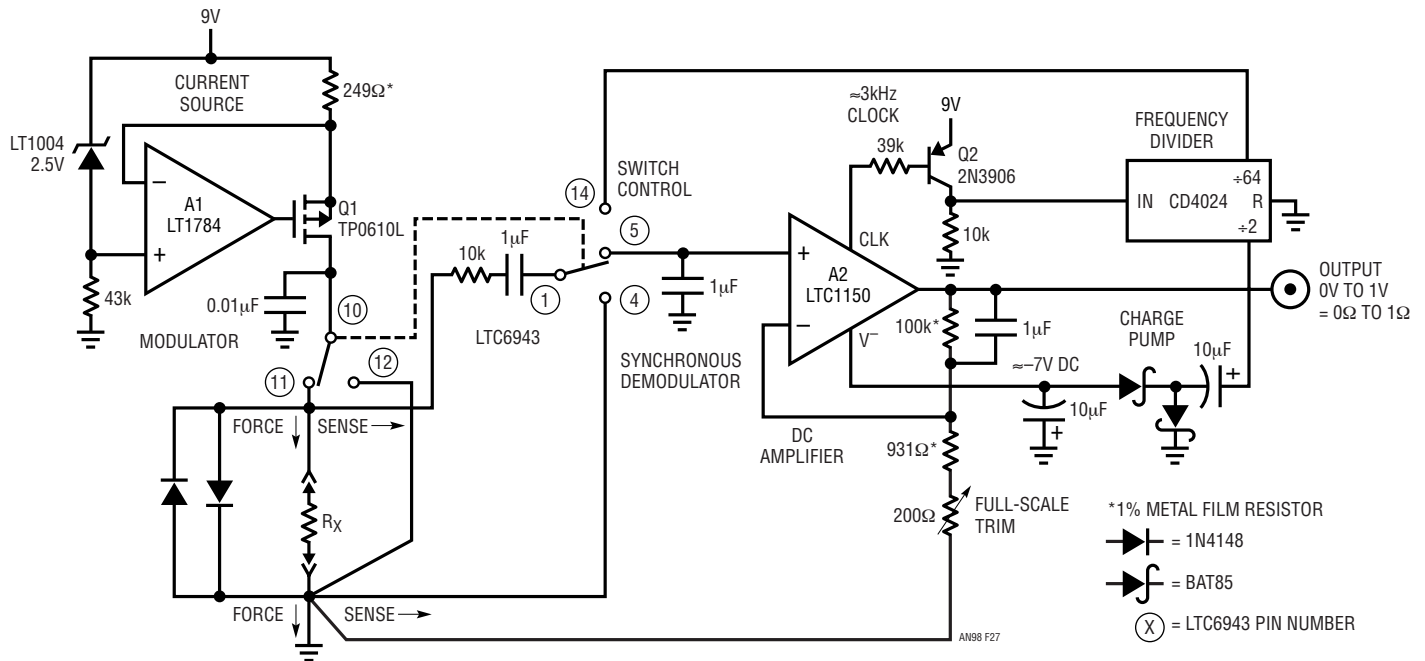 9V
CURRENT
SOURCE
249Ω*
LT1004
2.5V
−
A1
LT1784
+
Q1
TP0610L
43k
0.01µF
MODULATOR
10
11
12
FORCE ↓
SENSE →
RX
FORCE ↓
SENSE →
10k
1µF
1
LTC6943
14
SWITCH
CONTROL
5
4
1µF
SYNCHRONOUS
DEMODULATOR
≈3kHz
CLOCK
9V
39k
Q2
2N3906
10k
CLK
+
A2
LTC1150
−
V−
DC
AMPLIFIER
100k*
1µF
931Ω*
200Ω
FULL-SCALE
TRIM
≈–7V DC
10µF
+
CHARGE
PUMP
10µF
+
FREQUENCY
DIVIDER
÷64
IN
CD4024
R
÷2
OUTPUT
0V TO 1V
= 0Ω TO 1Ω
*1% METAL FILM RESISTOR
= 1N4148
= BAT85
X = LTC6943 PIN NUMBER
AN98 F27